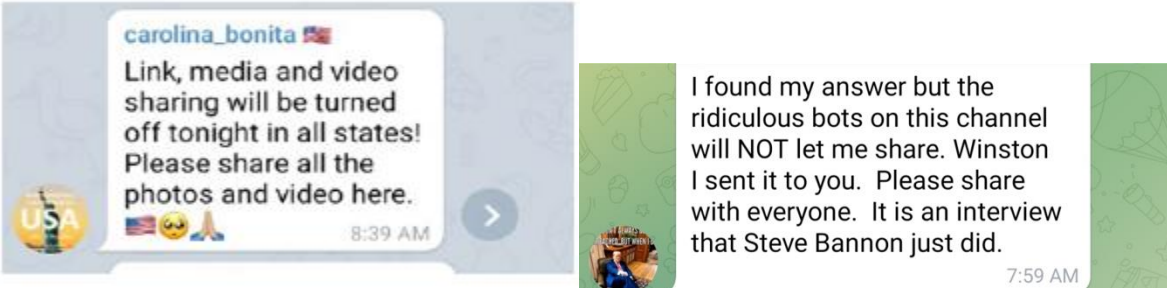 carolina_bonita 🇺🇸
Link, media and video
sharing will be turned
off tonight in all states!
Please share all the
photos and video here.
🇺🇸🥺🙏🏼
8:39 AM
USA
I found my answer but the
ridiculous bots on this channel
will NOT let me share. Winston
I sent it to you. Please share
with everyone. It is an interview
that Steve Bannon just did.
7:59 AM